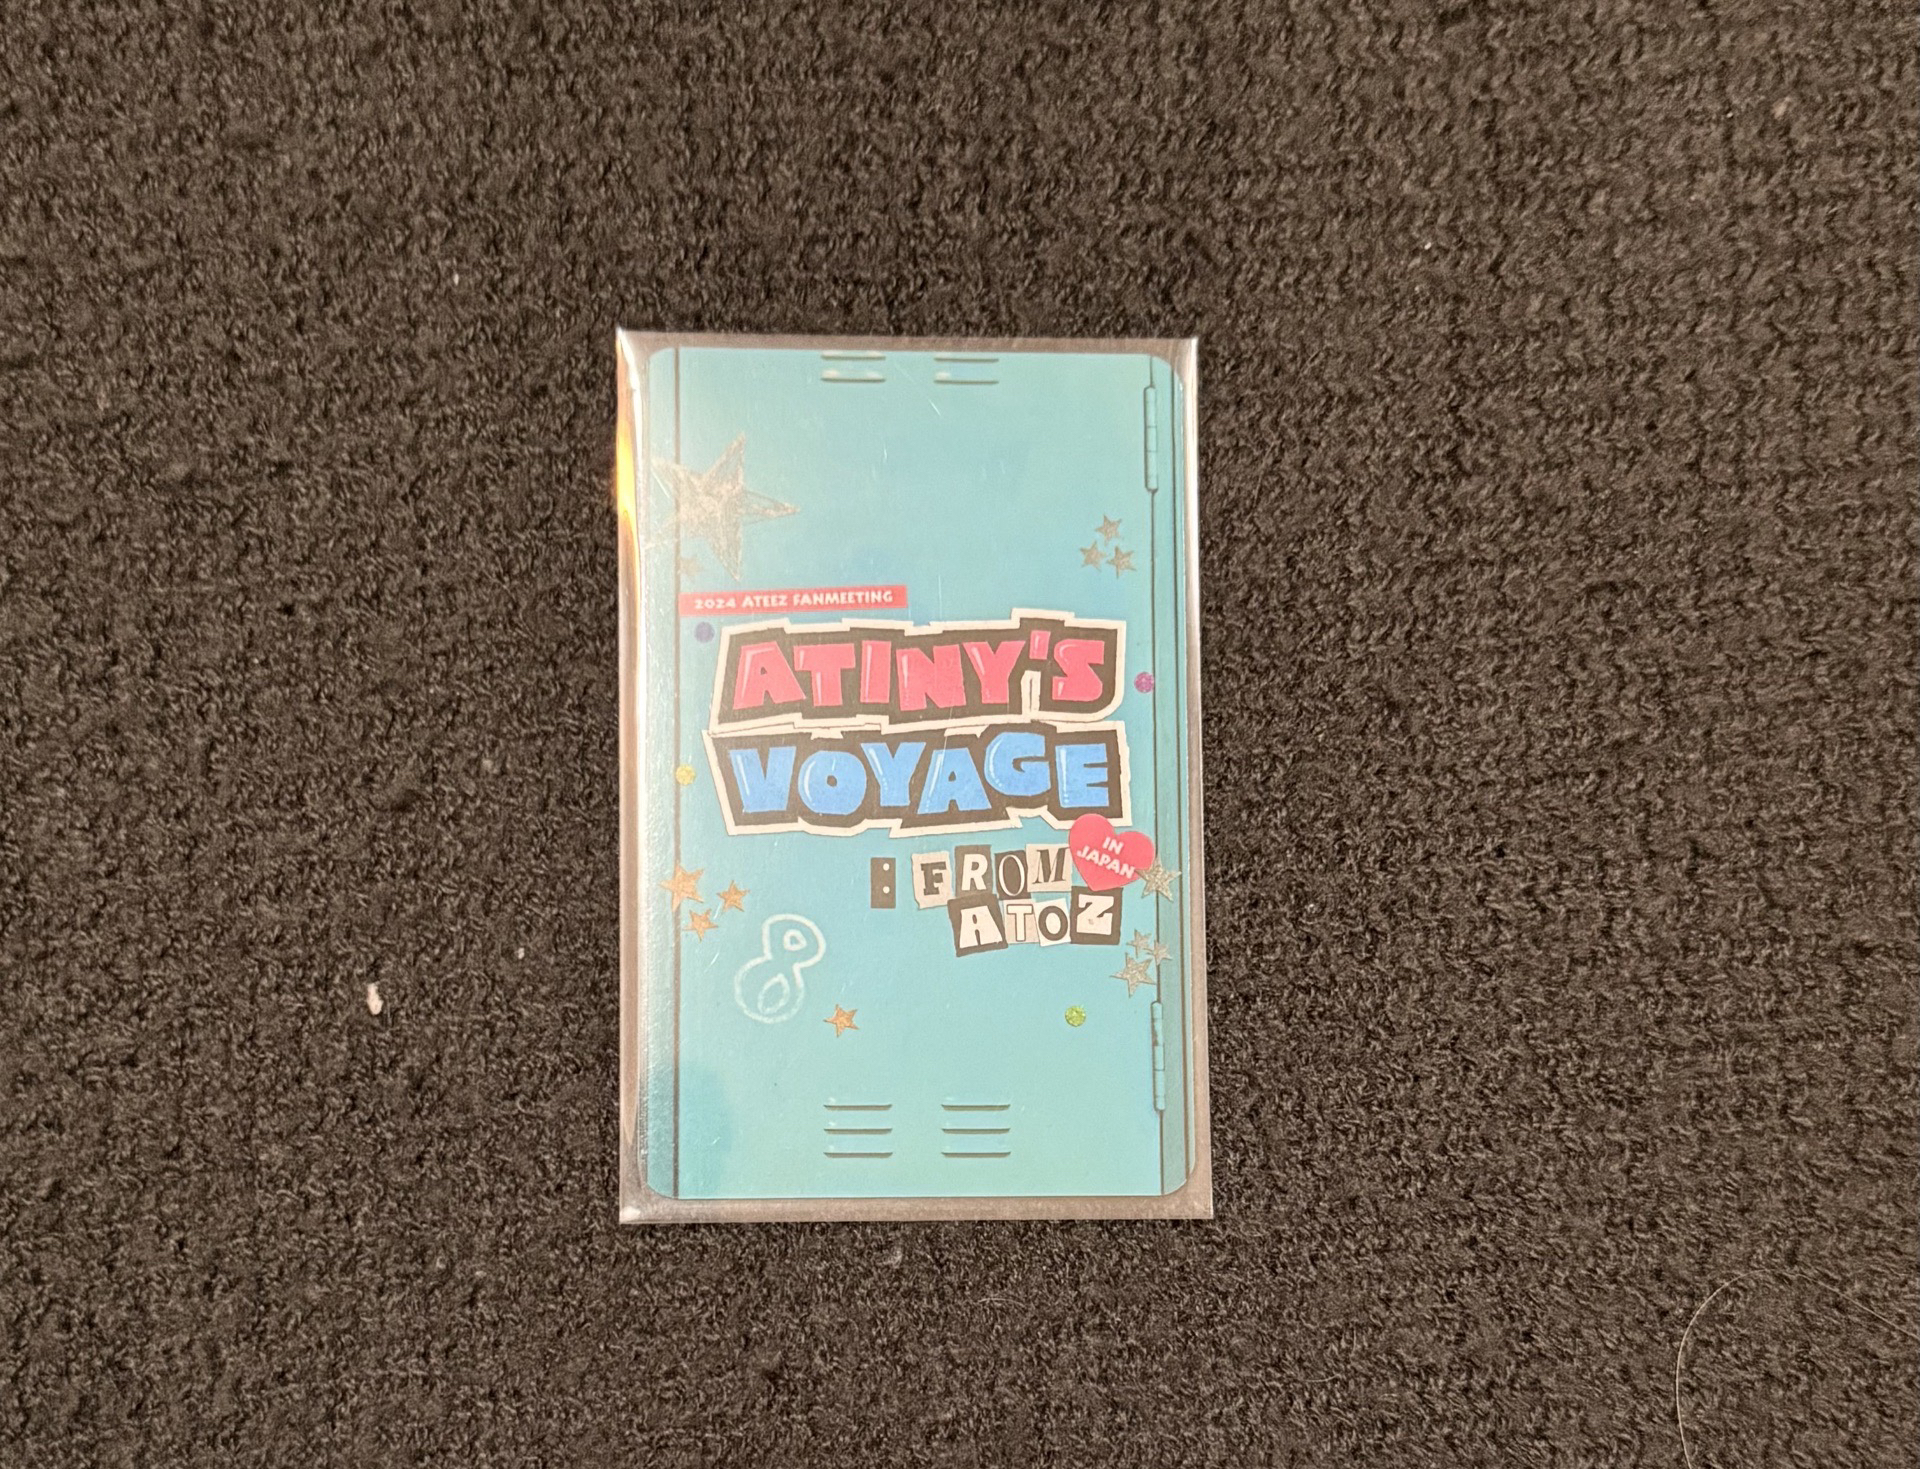 2024 ATEEZ FANMEETING
ATINY'S
VOYAGE
: FROM
IN
JAPAN
A TO Z
8